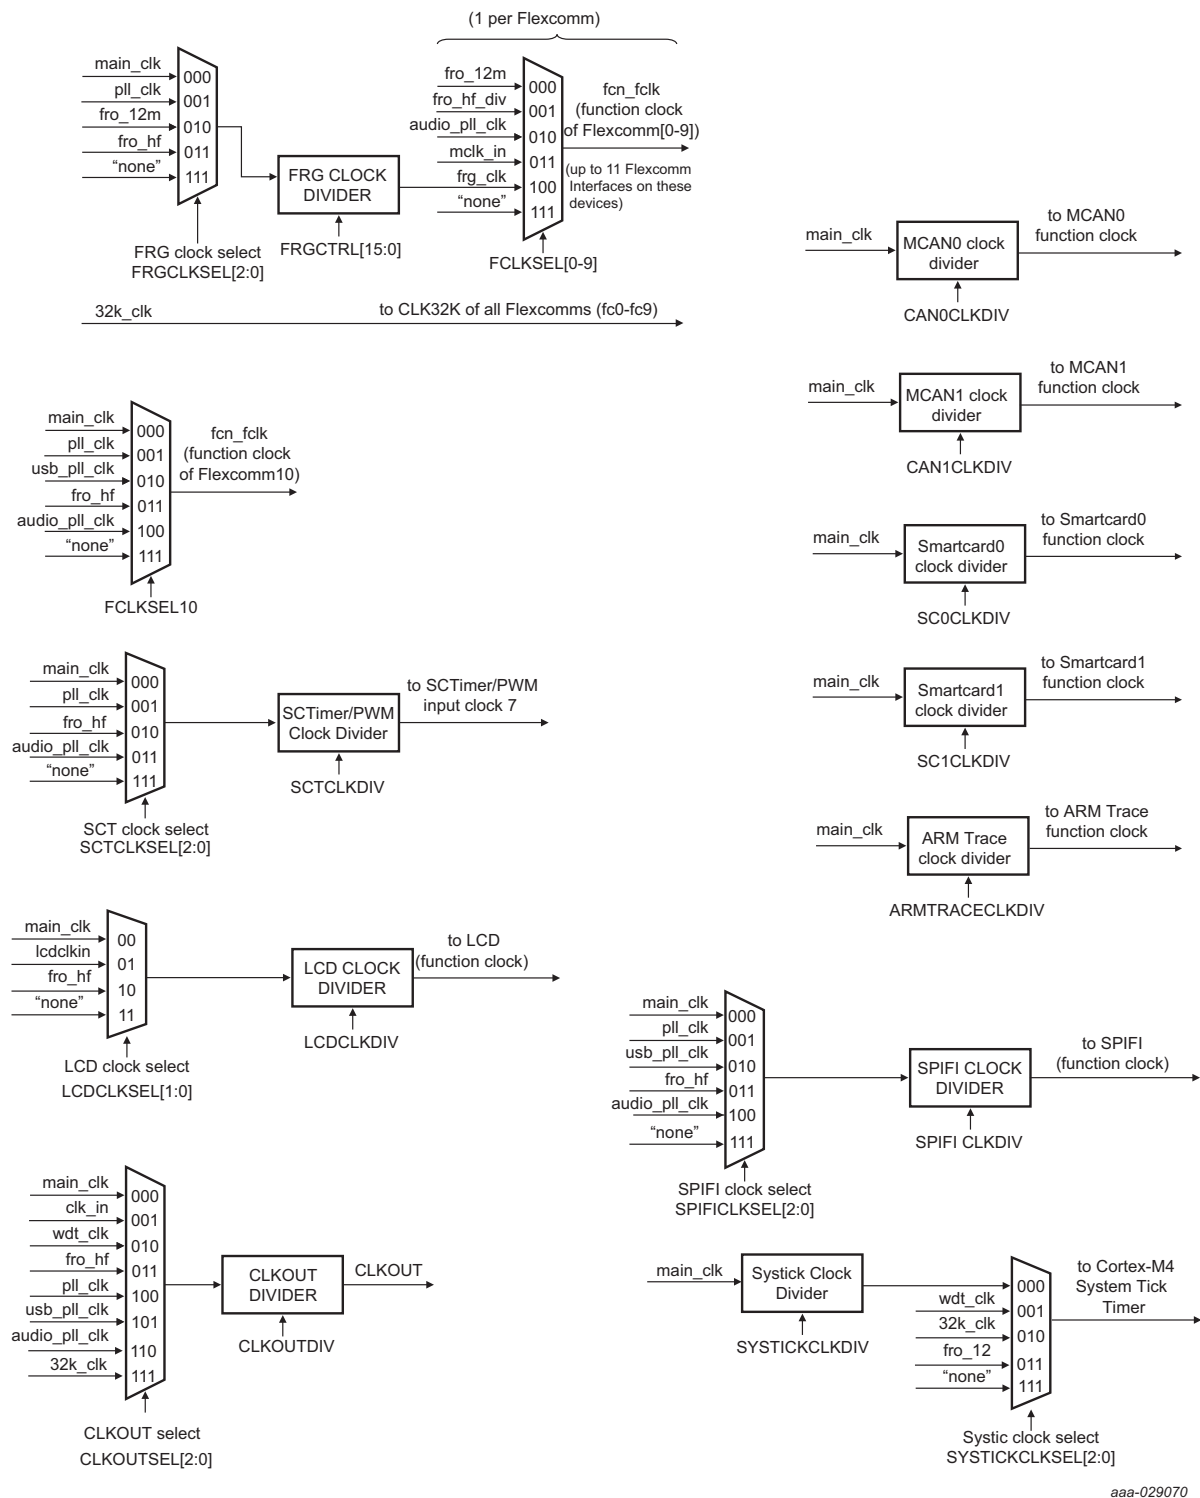 (1 per Flexcomm)
main_clk
pll_clk
fro_12m
fro_hf
“none”
000
001
010
011
111
FRG clock select
FRGCLKSEL[2:0]
FRG CLOCK
DIVIDER
FRGCTRL[15:0]
fro_12m
fro_hf_div
audio_pll_clk
mclk_in
frg_clk
“none”
000
001
010
011
100
111
FCLKSEL[0-9]
fcn_fclk
(function clock
of Flexcomm[0-9])
(up to 11 Flexcomm
Interfaces on these
devices)
32k_clk
to CLK32K of all Flexcomms (fc0-fc9)
main_clk
MCAN0 clock
divider
CAN0CLKDIV
to MCAN0
function clock
main_clk
MCAN1 clock
divider
CAN1CLKDIV
to MCAN1
function clock
main_clk
pll_clk
usb_pll_clk
fro_hf
audio_pll_clk
“none”
000
001
010
011
100
111
FCLKSEL10
fcn_fclk
(function clock
of Flexcomm10)
main_clk
Smartcard0
clock divider
SC0CLKDIV
to Smartcard0
function clock
main_clk
pll_clk
fro_hf
audio_pll_clk
“none”
000
001
010
011
111
SCT clock select
SCTCLKSEL[2:0]
SCTimer/PWM
Clock Divider
SCTCLKDIV
to SCTimer/PWM
input clock 7
main_clk
Smartcard1
clock divider
SC1CLKDIV
to Smartcard1
function clock
main_clk
ARM Trace
clock divider
ARMTRACECLKDIV
to ARM Trace
function clock
main_clk
lcdclkin
fro_hf
“none”
00
01
10
11
LCD clock select
LCDCLKSEL[1:0]
LCD CLOCK
DIVIDER
LCDCLKDIV
to LCD
(function clock)
main_clk
pll_clk
usb_pll_clk
fro_hf
audio_pll_clk
“none”
000
001
010
011
100
111
SPIFI clock select
SPIFICLKSEL[2:0]
SPIFI CLOCK
DIVIDER
SPIFI CLKDIV
to SPIFI
(function clock)
main_clk
clk_in
wdt_clk
fro_hf
pll_clk
usb_pll_clk
audio_pll_clk
32k_clk
000
001
010
011
100
101
110
111
CLKOUT select
CLKOUTSEL[2:0]
CLKOUT
DIVIDER
CLKOUTDIV
CLKOUT
main_clk
Systick Clock
Divider
SYSTICKCLKDIV
wdt_clk
32k_clk
fro_12
“none”
000
001
010
011
111
Systic clock select
SYSTICKCLKSEL[2:0]
to Cortex-M4
System Tick
Timer
aaa-029070